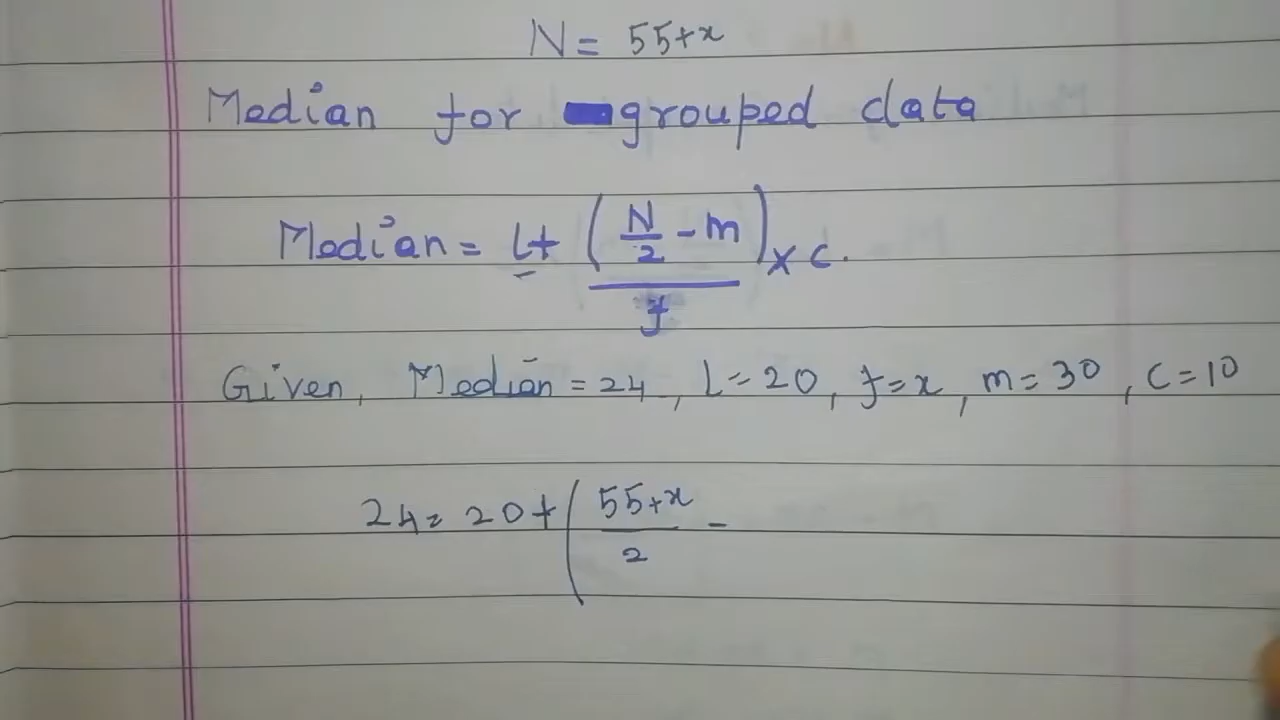 N = 55+x
Median for grouped data
Median = l + (N/2 - m)/f × c.
Given, Median = 24, L = 20, f = x, m = 30, c = 10
24 = 20 + (55+x/2 -